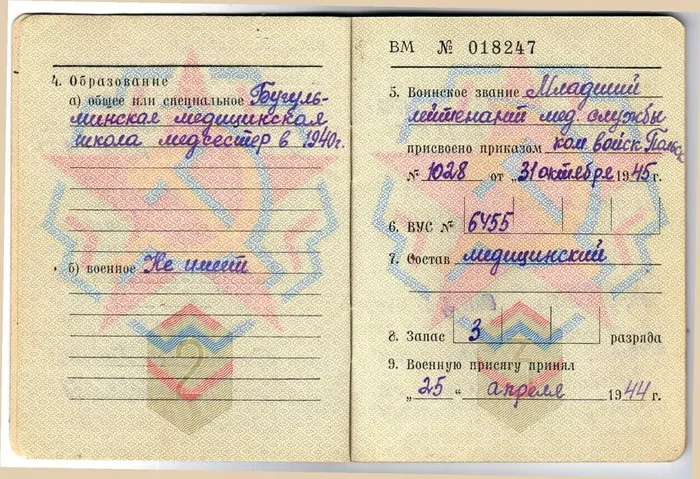 4. Образование
а) общее или специальное Бугуль-
минская медицинская
школа медсестер в 1940г.
б) военное Не имеет
2
ВМ № 018247
5. Воинское звание Младший
лейтенант мед. службы
присвоено приказом ком войск
№ 1028 от „31 октября 1945 г.
6. ВУС № 6455
7. Состав медицинский
8. Запас 3 разряда
9. Военную присягу принял
„25“ апреля 1944 г.